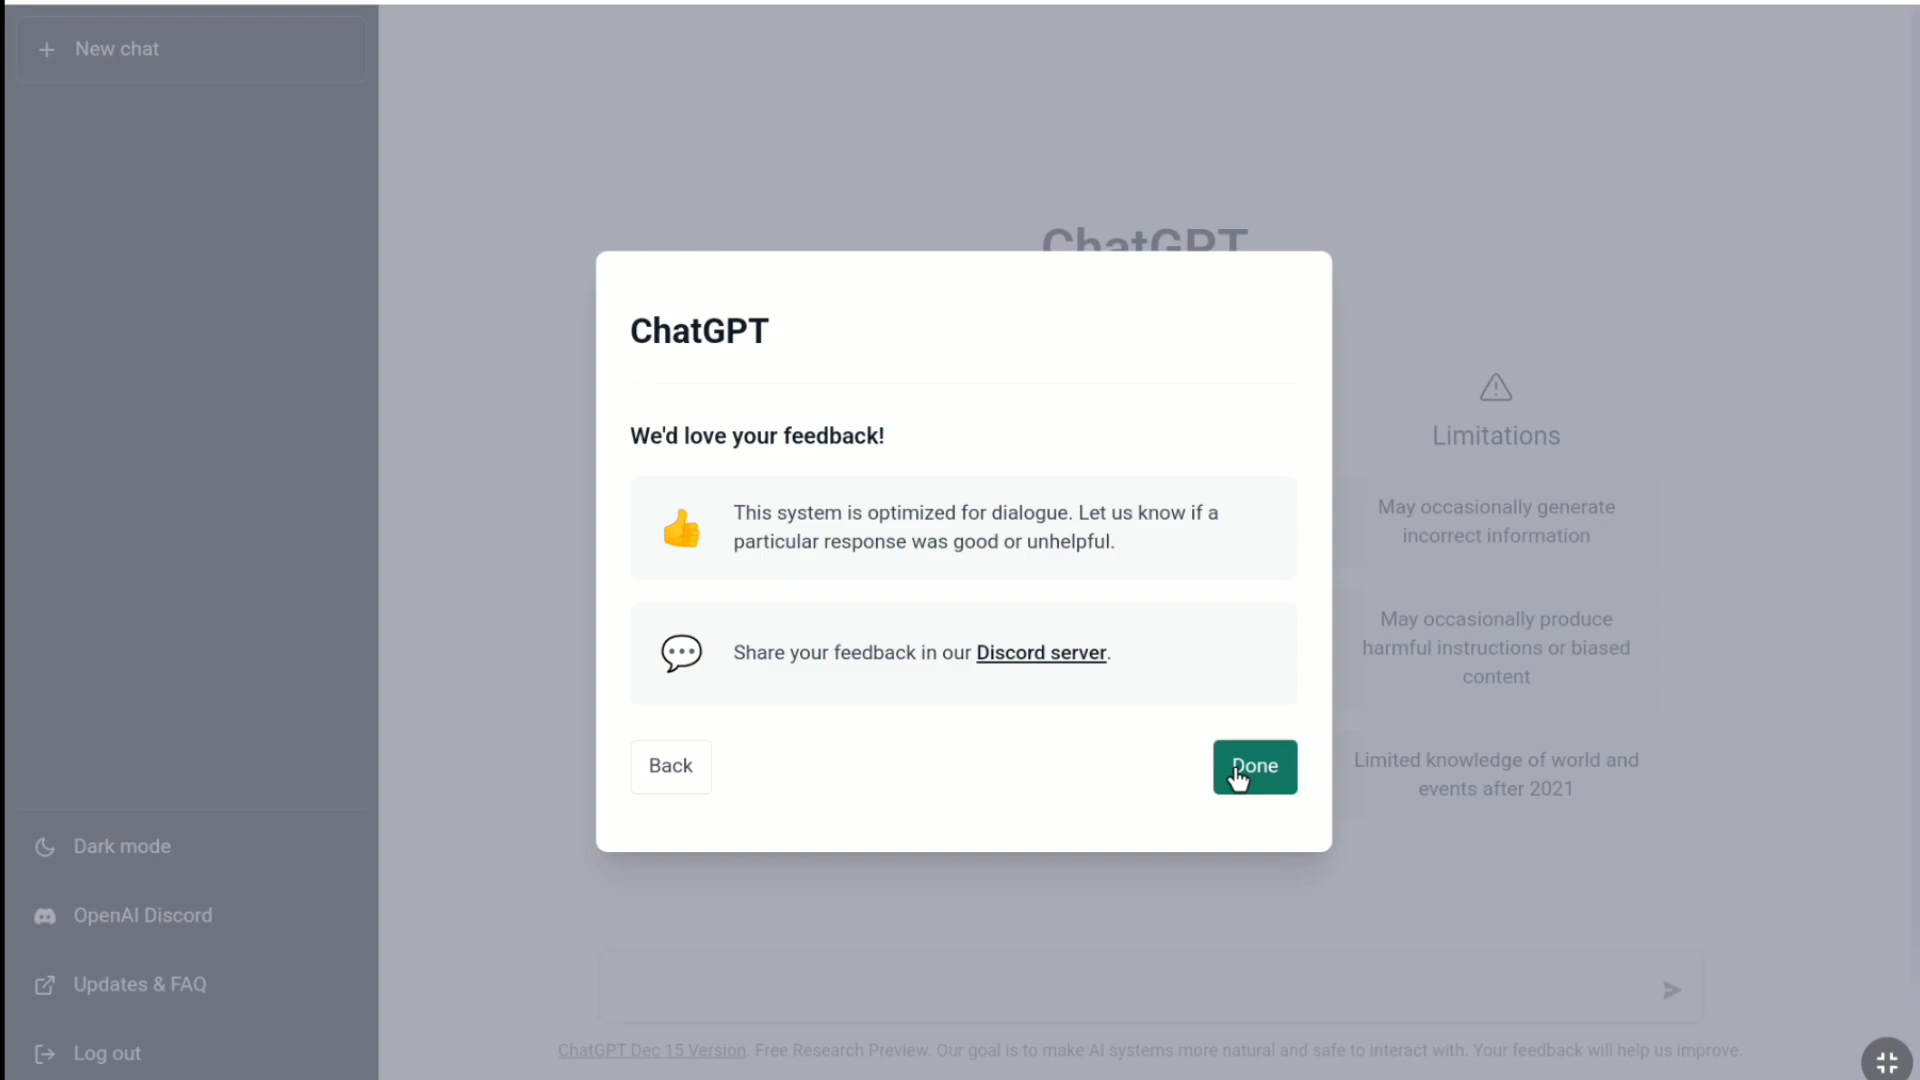 New chat
ChatGPT
ChatGPT
We'd love your feedback!
This system is optimized for dialogue. Let us know if a
particular response was good or unhelpful.
Share your feedback in our Discord server.
Back
Done
Limitations
May occasionally generate
incorrect information
May occasionally produce
harmful instructions or biased
content
Limited knowledge of world and
events after 2021
Dark mode
OpenAI Discord
Updates & FAQ
Log out
ChatGPT Dec 15 Version. Free Research Preview. Our goal is to make AI systems more natural and safe to interact with. Your feedback will help us improve.